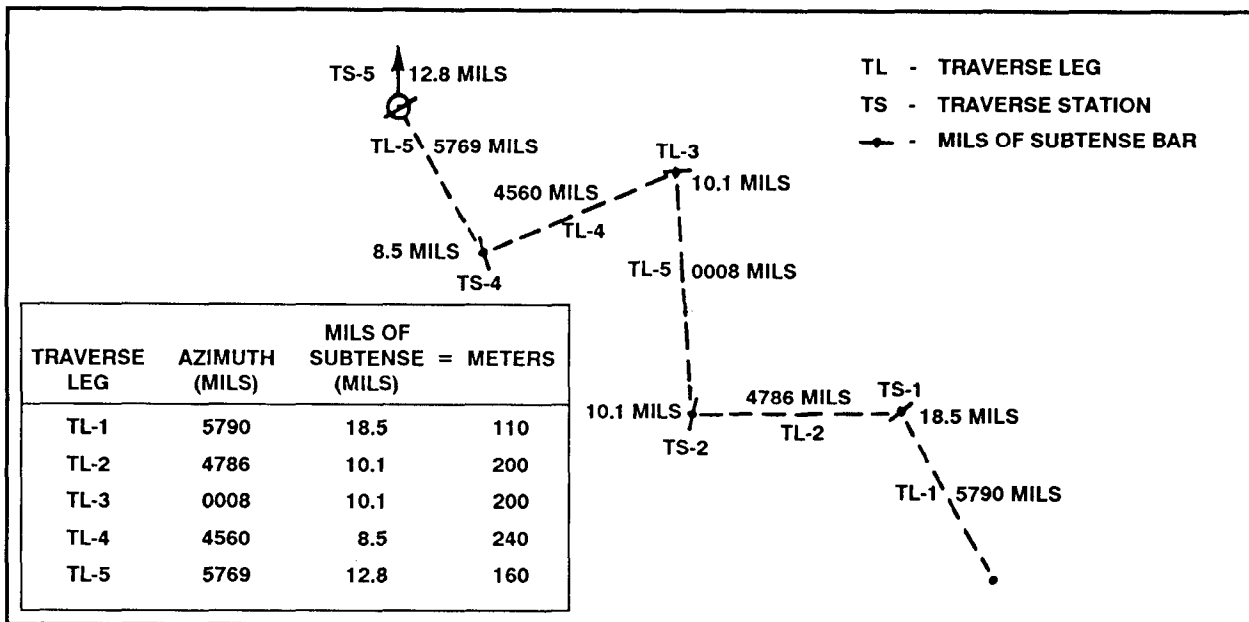 TS-5 12.8 MILS
TL - TRAVERSE LEG
TS - TRAVERSE STATION
- MILS OF SUBTENSE BAR
TL-5 5769 MILS
TL-3
10.1 MILS
4560 MILS
TL-4
8.5 MILS
TS-4
TL-5 0008 MILS
TRAVERSE LEG AZIMUTH (MILS) MILS OF SUBTENSE (MILS) = METERS
TL-1 5790 18.5 110
TL-2 4786 10.1 200
TL-3 0008 10.1 200
TL-4 4560 8.5 240
TL-5 5769 12.8 160
10.1 MILS
TS-2
4786 MILS
TL-2
TS-1
18.5 MILS
TL-1 5790 MILS